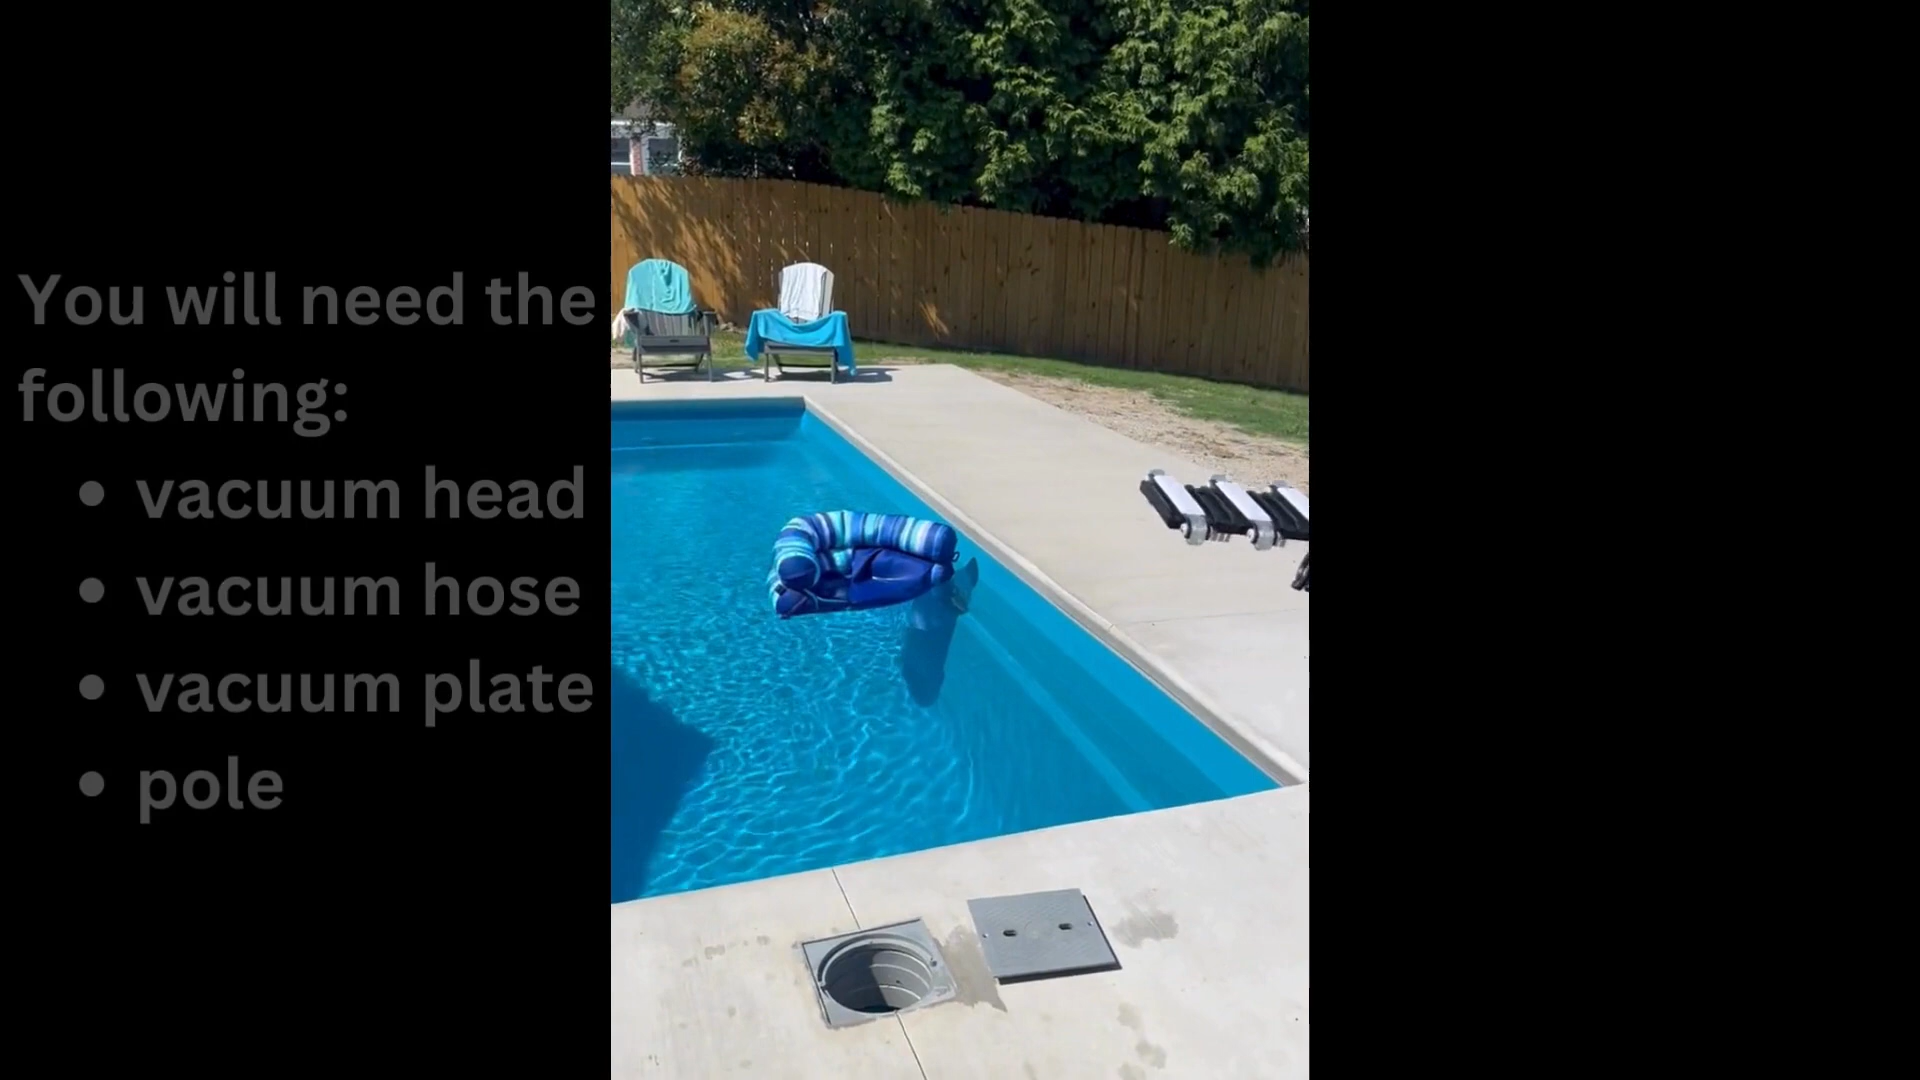 You will need the
following:
• vacuum head
• vacuum hose
• vacuum plate
• pole